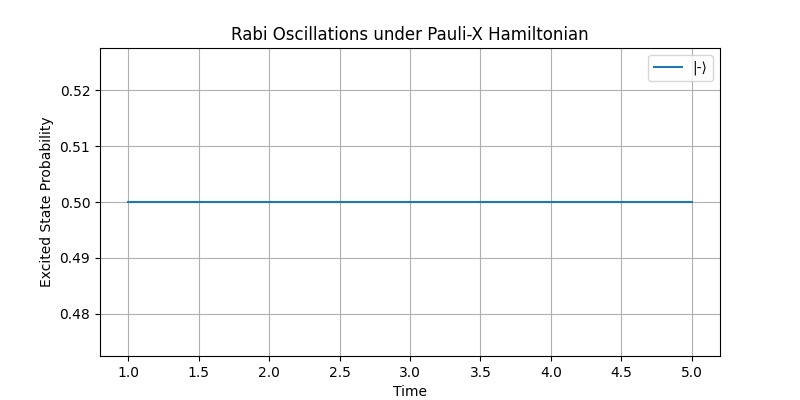 Rabi Oscillations under Pauli-X Hamiltonian
|-⟩
Excited State Probability
0.52
0.51
0.50
0.49
0.48
1.0 1.5 2.0 2.5 3.0 3.5 4.0 4.5 5.0
Time